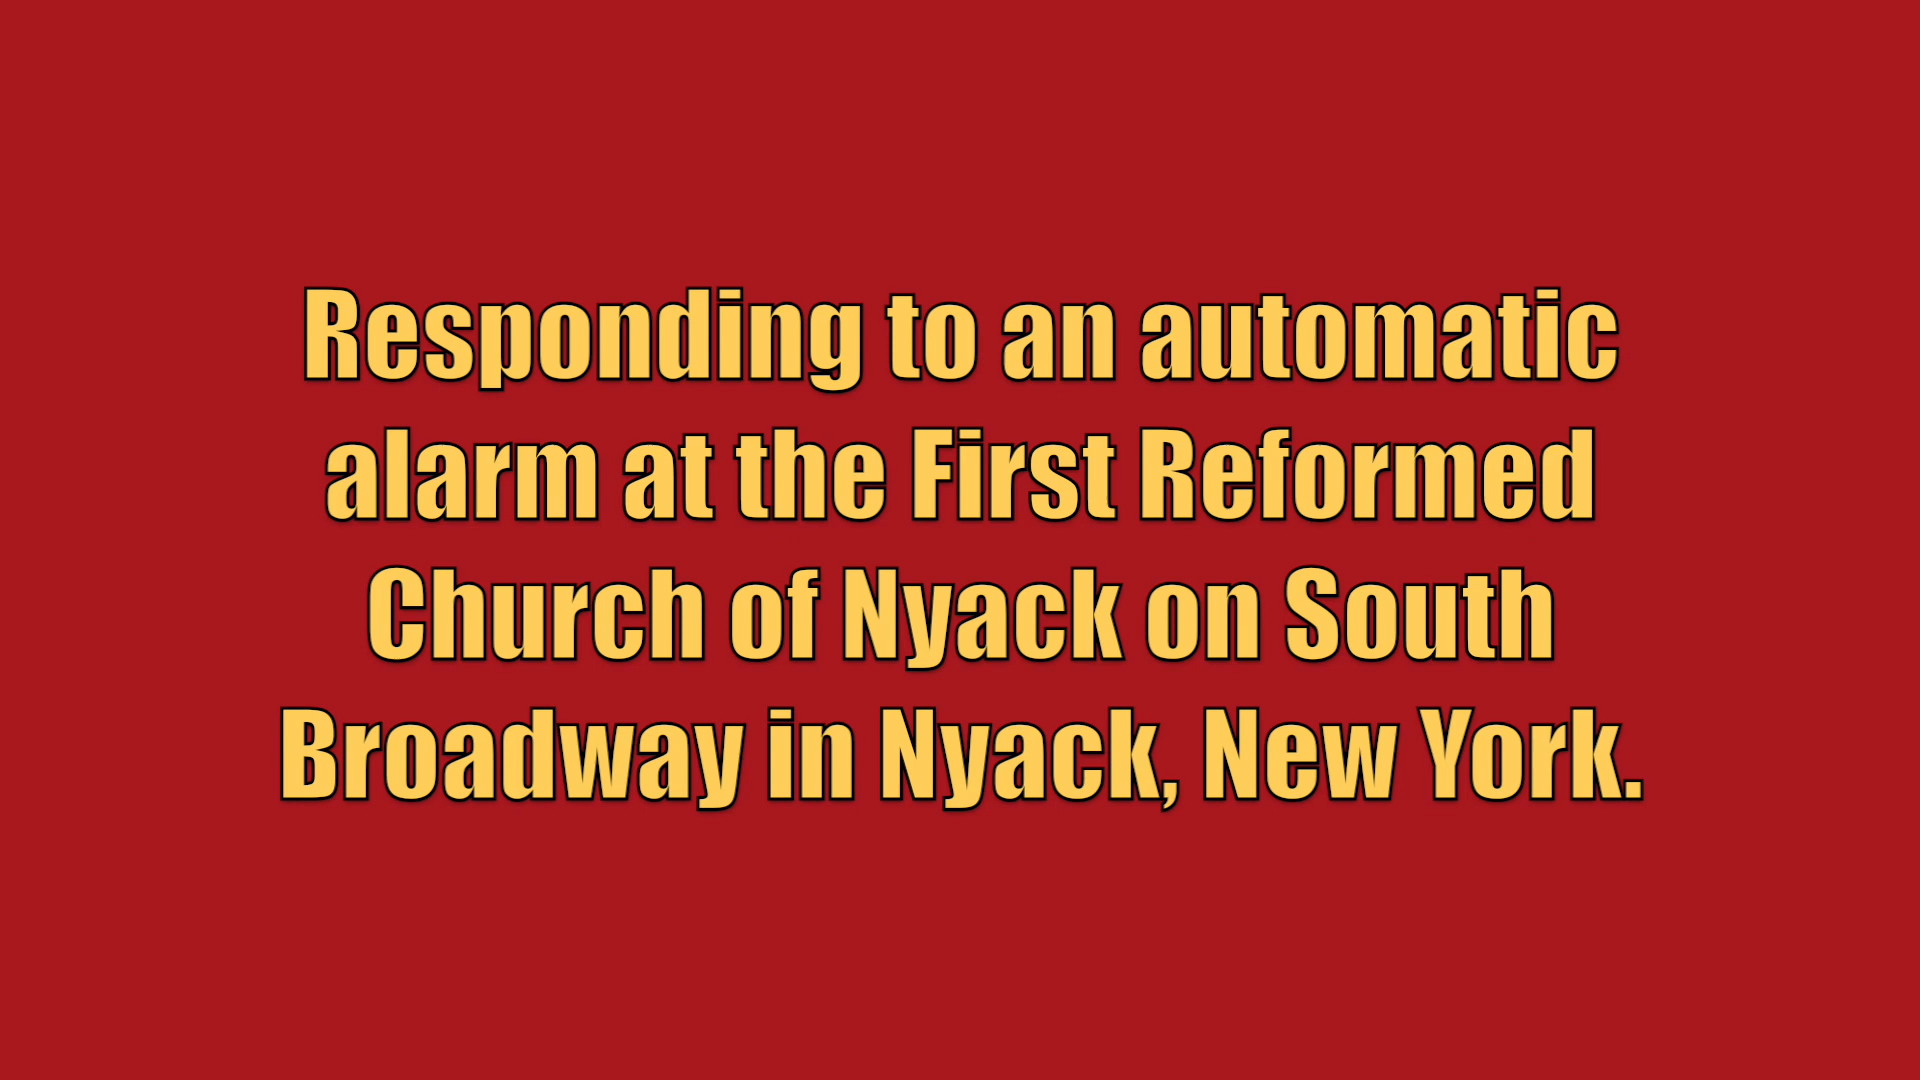 Responding to an automatic
alarm at the First Reformed
Church of Nyack on South
Broadway in Nyack, New York.